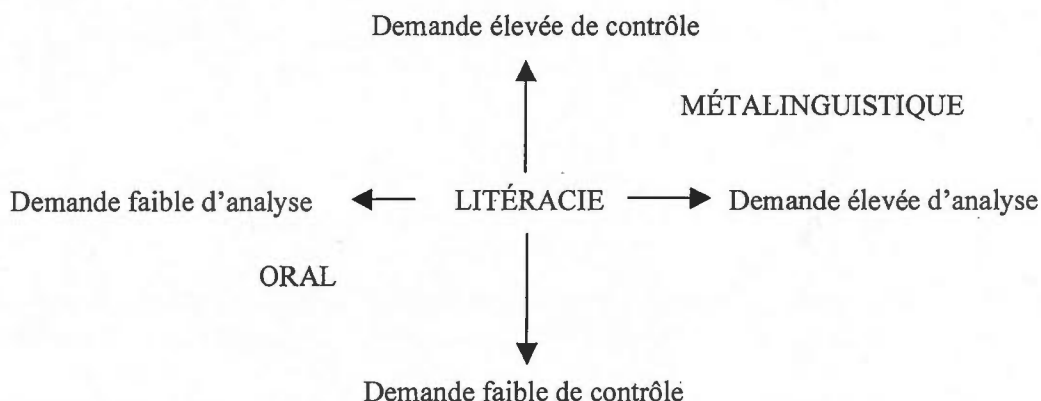 Demande élevée de contrôle
MÉTALINGUISTIQUE
Demande faible d'analyse
LITÉRACIE
Demande élevée d'analyse
ORAL
Demande faible de contrôle